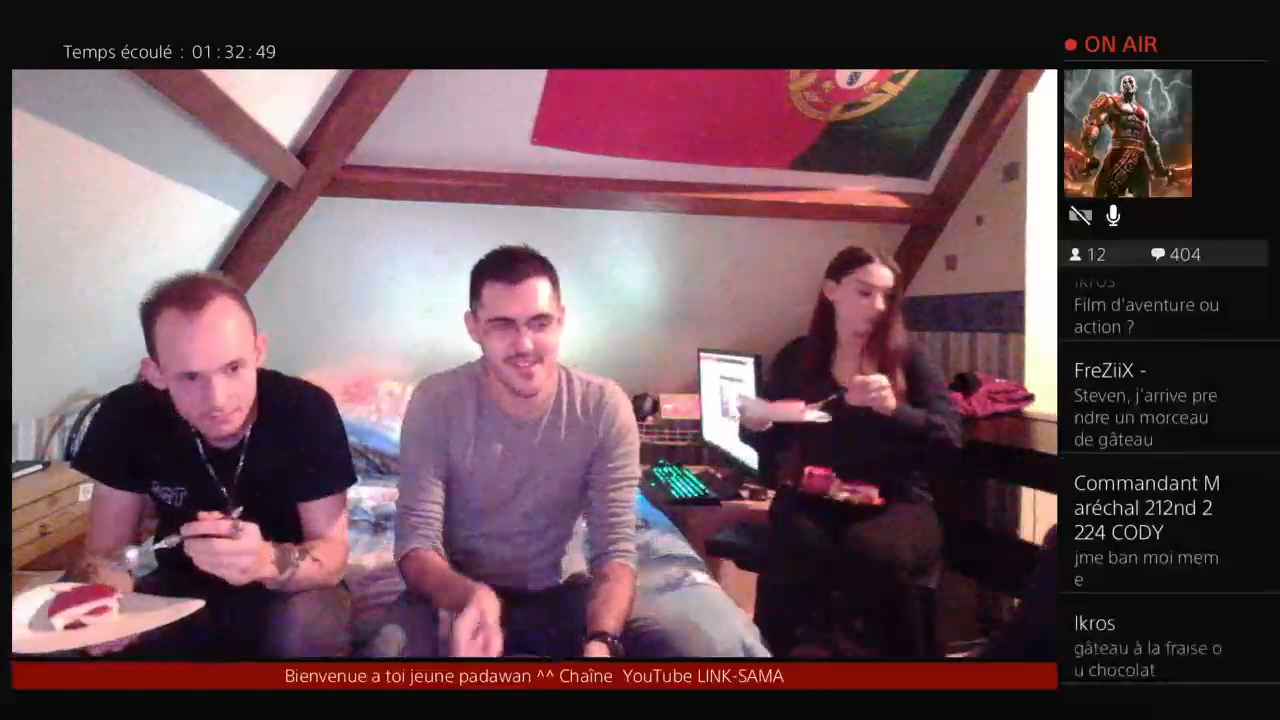 Temps écoulé : 01:32:49
ON AIR
12 404
Ikros
Film d'aventure ou
action ?
FreZiiX -
Steven, j'arrive pre
ndre un morceau
de gâteau
Commandant M
aréchal 212nd 2
224 CODY
jme ban moi mem
e
Ikros
gâteau à la fraise o
u chocolat
Bienvenue a toi jeune padawan ^^ Chaîne YouTube LINK-SAMA